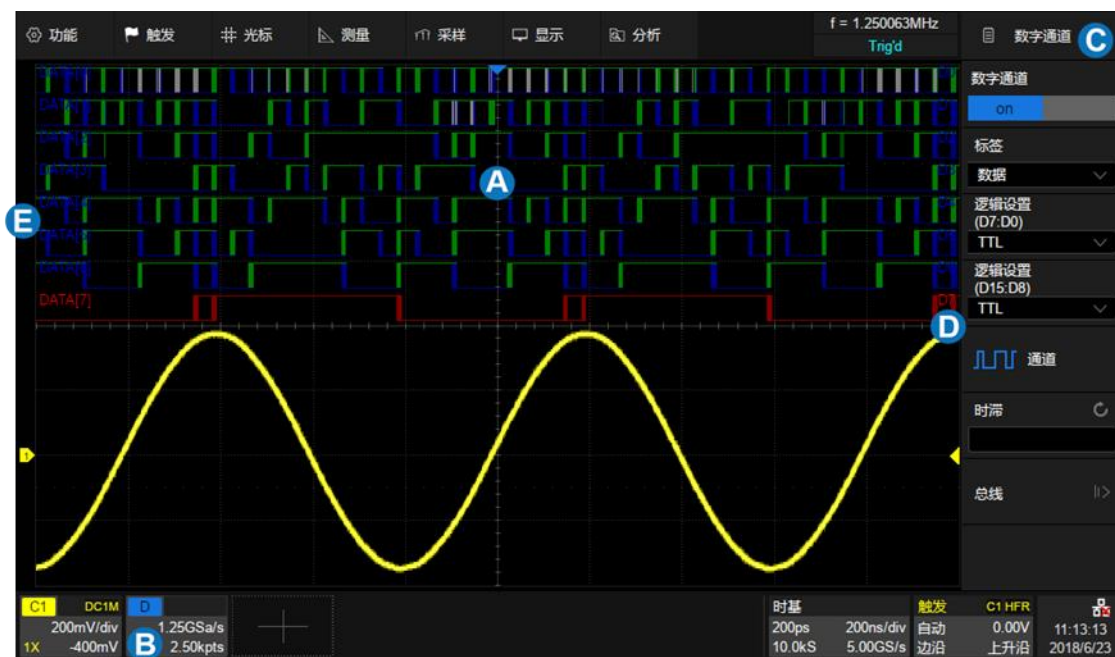 功能
触发
光标
测量
采样
显示
分析
f = 1.250063MHz
Trig'd
数字通道
C
数字通道
on
标签
数据
逻辑设置
(D7:D0)
TTL
逻辑设置
(D15:D8)
TTL
通道
时滞
总线
A
E
D
DATA[7]
D7
1
C1 DC1M
200mV/div
1X -400mV
D
1.25GSa/s
2.50kpts
B
时基
200ps 200ns/div
10.0kS 5.00GS/s
触发 C1 HFR
自动 0.00V
边沿 上升沿
11:13:13
2018/6/23